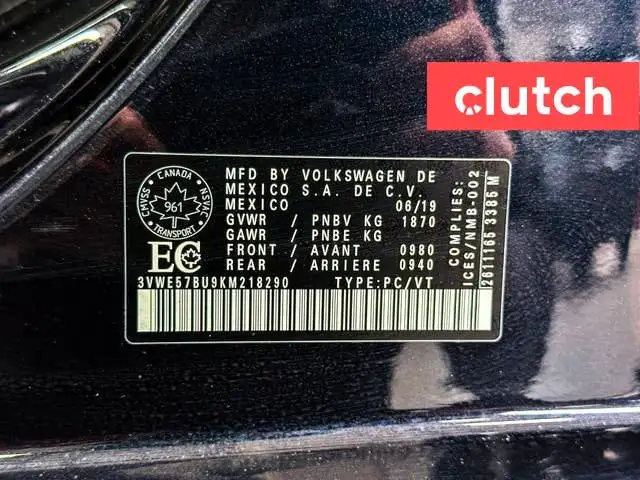 clutch
CANADA
CMVSS
NSVAC
961
TRANSPORT
EC
MFD BY VOLKSWAGEN DE
MEXICO S.A. DE C.V.
MEXICO 06/19
GVWR / PNBV KG 1870
GAWR / PNBE KG
FRONT / AVANT 0980
REAR / ARRIERE 0940
3VWE57BU9KM218290 TYPE:PC/VT
COMPLIES:
ICES/NMB-002
26111165 3386 M